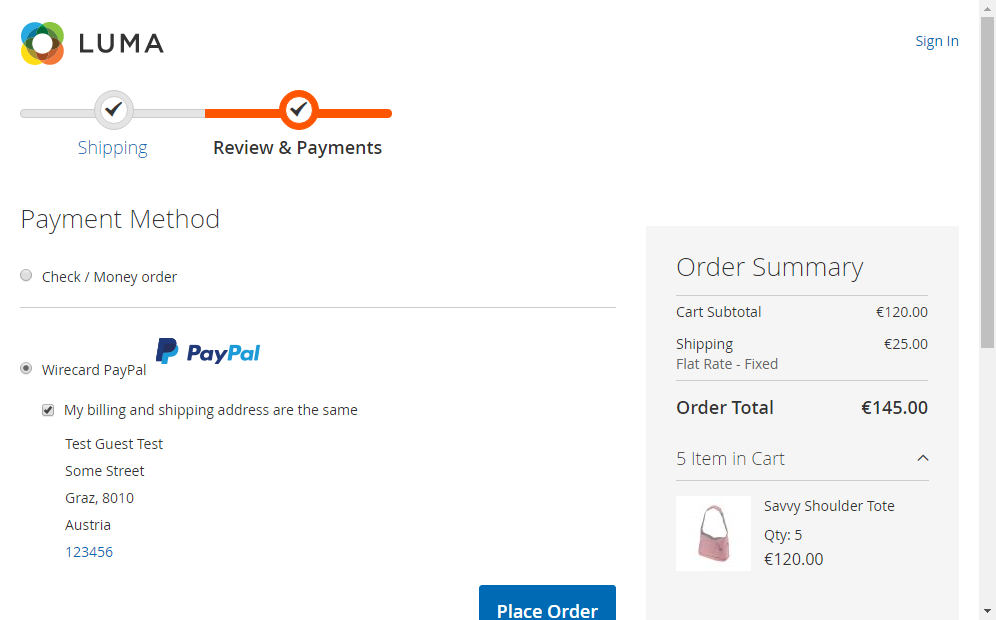 LUMA
Sign In
Shipping
Review & Payments
Payment Method
Check / Money order
Wirecard PayPal
PayPal
My billing and shipping address are the same
Test Guest Test
Some Street
Graz, 8010
Austria
123456
Place Order
Order Summary
Cart Subtotal €120.00
Shipping €25.00
Flat Rate - Fixed
Order Total €145.00
5 Item in Cart
Savvy Shoulder Tote
Qty: 5
€120.00